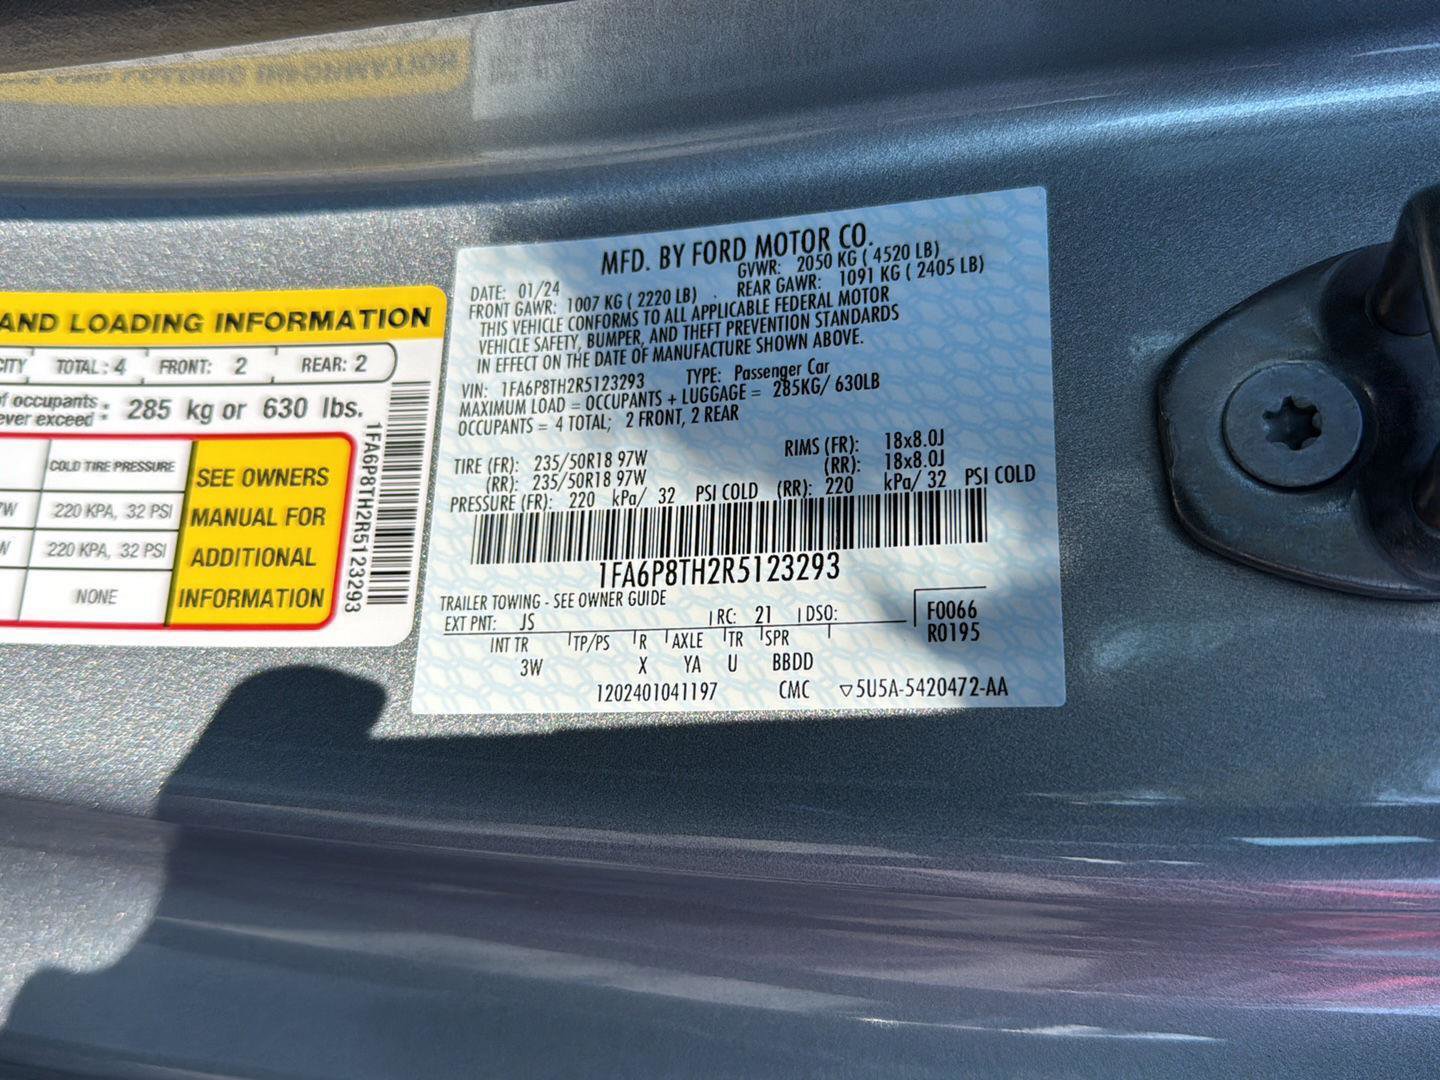 AND LOADING INFORMATION
CITY TOTAL: 4 FRONT: 2 REAR: 2
of occupants
ever exceed : 285 kg or 630 lbs.
COLD TIRE PRESSURE
220 KPA, 32 PSI
220 KPA, 32 PSI
NONE
SEE OWNERS
MANUAL FOR
ADDITIONAL
INFORMATION
1FA6P8TH2R5123293
MFD. BY FORD MOTOR CO.
DATE: 01/24 GVWR: 2050 KG ( 4520 LB)
FRONT GAWR: 1007 KG ( 2220 LB) REAR GAWR: 1091 KG ( 2405 LB)
THIS VEHICLE CONFORMS TO ALL APPLICABLE FEDERAL MOTOR
VEHICLE SAFETY, BUMPER, AND THEFT PREVENTION STANDARDS
IN EFFECT ON THE DATE OF MANUFACTURE SHOWN ABOVE.
VIN: 1FA6P8TH2R5123293 TYPE: Passenger Car
MAXIMUM LOAD = OCCUPANTS + LUGGAGE = 285KG/ 630LB
OCCUPANTS = 4 TOTAL; 2 FRONT, 2 REAR
TIRE (FR): 235/50R18 97W RIMS (FR): 18x8.0J
(RR): 235/50R18 97W (RR): 18x8.0J
PRESSURE (FR): 220 kPa/ 32 PSI COLD (RR): 220 kPa/ 32 PSI COLD
1FA6P8TH2R5123293
TRAILER TOWING - SEE OWNER GUIDE
EXT PNT: JS RC: 21 DSO: F0066
R0195
INT TR TP/PS R AXLE TR SPR
3W X YA U BBDD
1202401041197 CMC ▽5U5A-5420472-AA